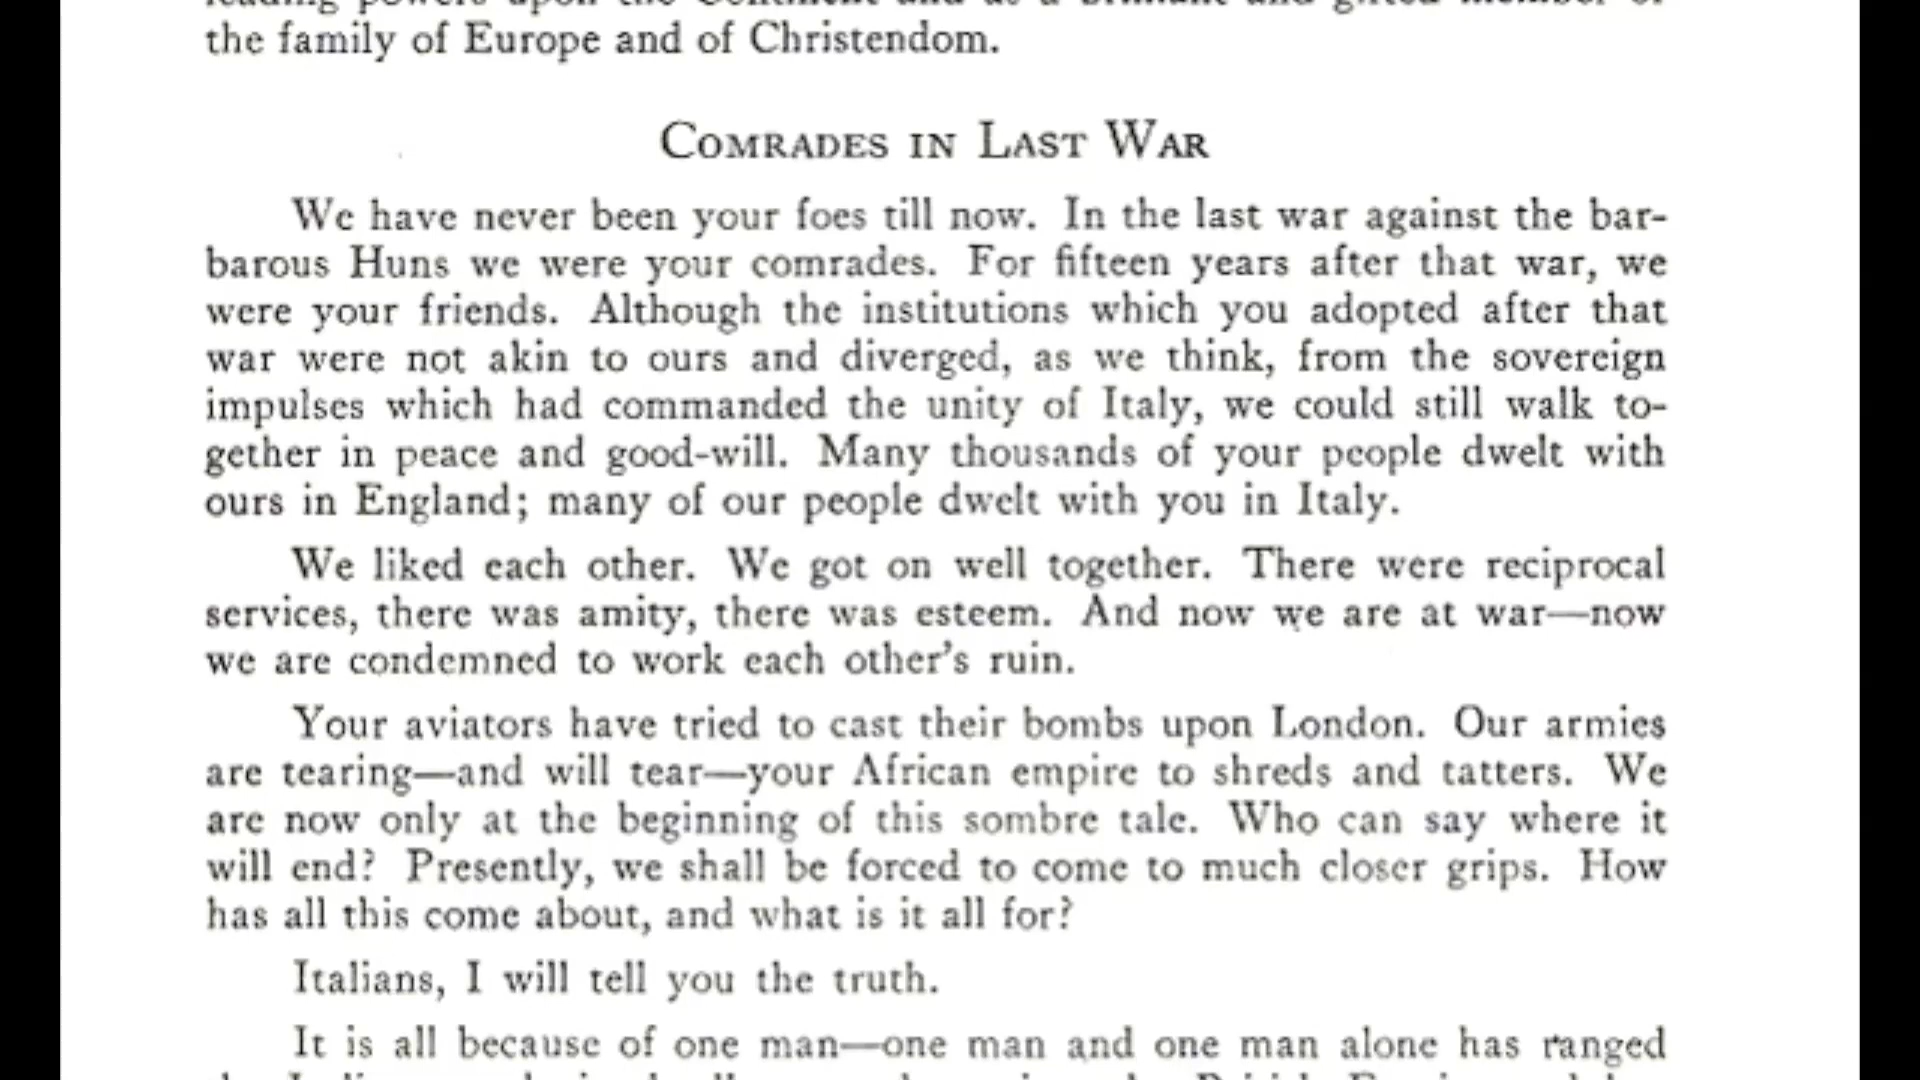 the family of Europe and of Christendom.
Comrades in Last War
We have never been your foes till now. In the last war against the bar-
barous Huns we were your comrades. For fifteen years after that war, we
were your friends. Although the institutions which you adopted after that
war were not akin to ours and diverged, as we think, from the sovereign
impulses which had commanded the unity of Italy, we could still walk to-
gether in peace and good-will. Many thousands of your people dwelt with
ours in England; many of our people dwelt with you in Italy.
We liked each other. We got on well together. There were reciprocal
services, there was amity, there was esteem. And now we are at war—now
we are condemned to work each other's ruin.
Your aviators have tried to cast their bombs upon London. Our armies
are tearing—and will tear—your African empire to shreds and tatters. We
are now only at the beginning of this sombre tale. Who can say where it
will end? Presently, we shall be forced to come to much closer grips. How
has all this come about, and what is it all for?
Italians, I will tell you the truth.
It is all because of one man—one man and one man alone has ranged